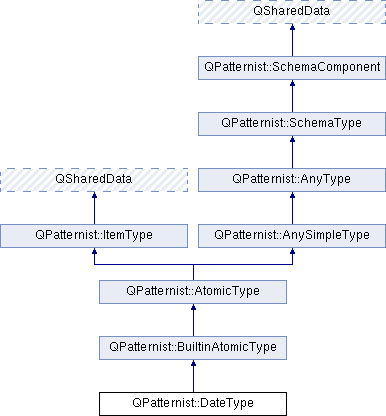 QSharedData
QPatternist::SchemaComponent
QPatternist::SchemaType
QSharedData
QPatternist::AnyType
QPatternist::ItemType
QPatternist::AnySimpleType
QPatternist::AtomicType
QPatternist::BuiltinAtomicType
QPatternist::DateType